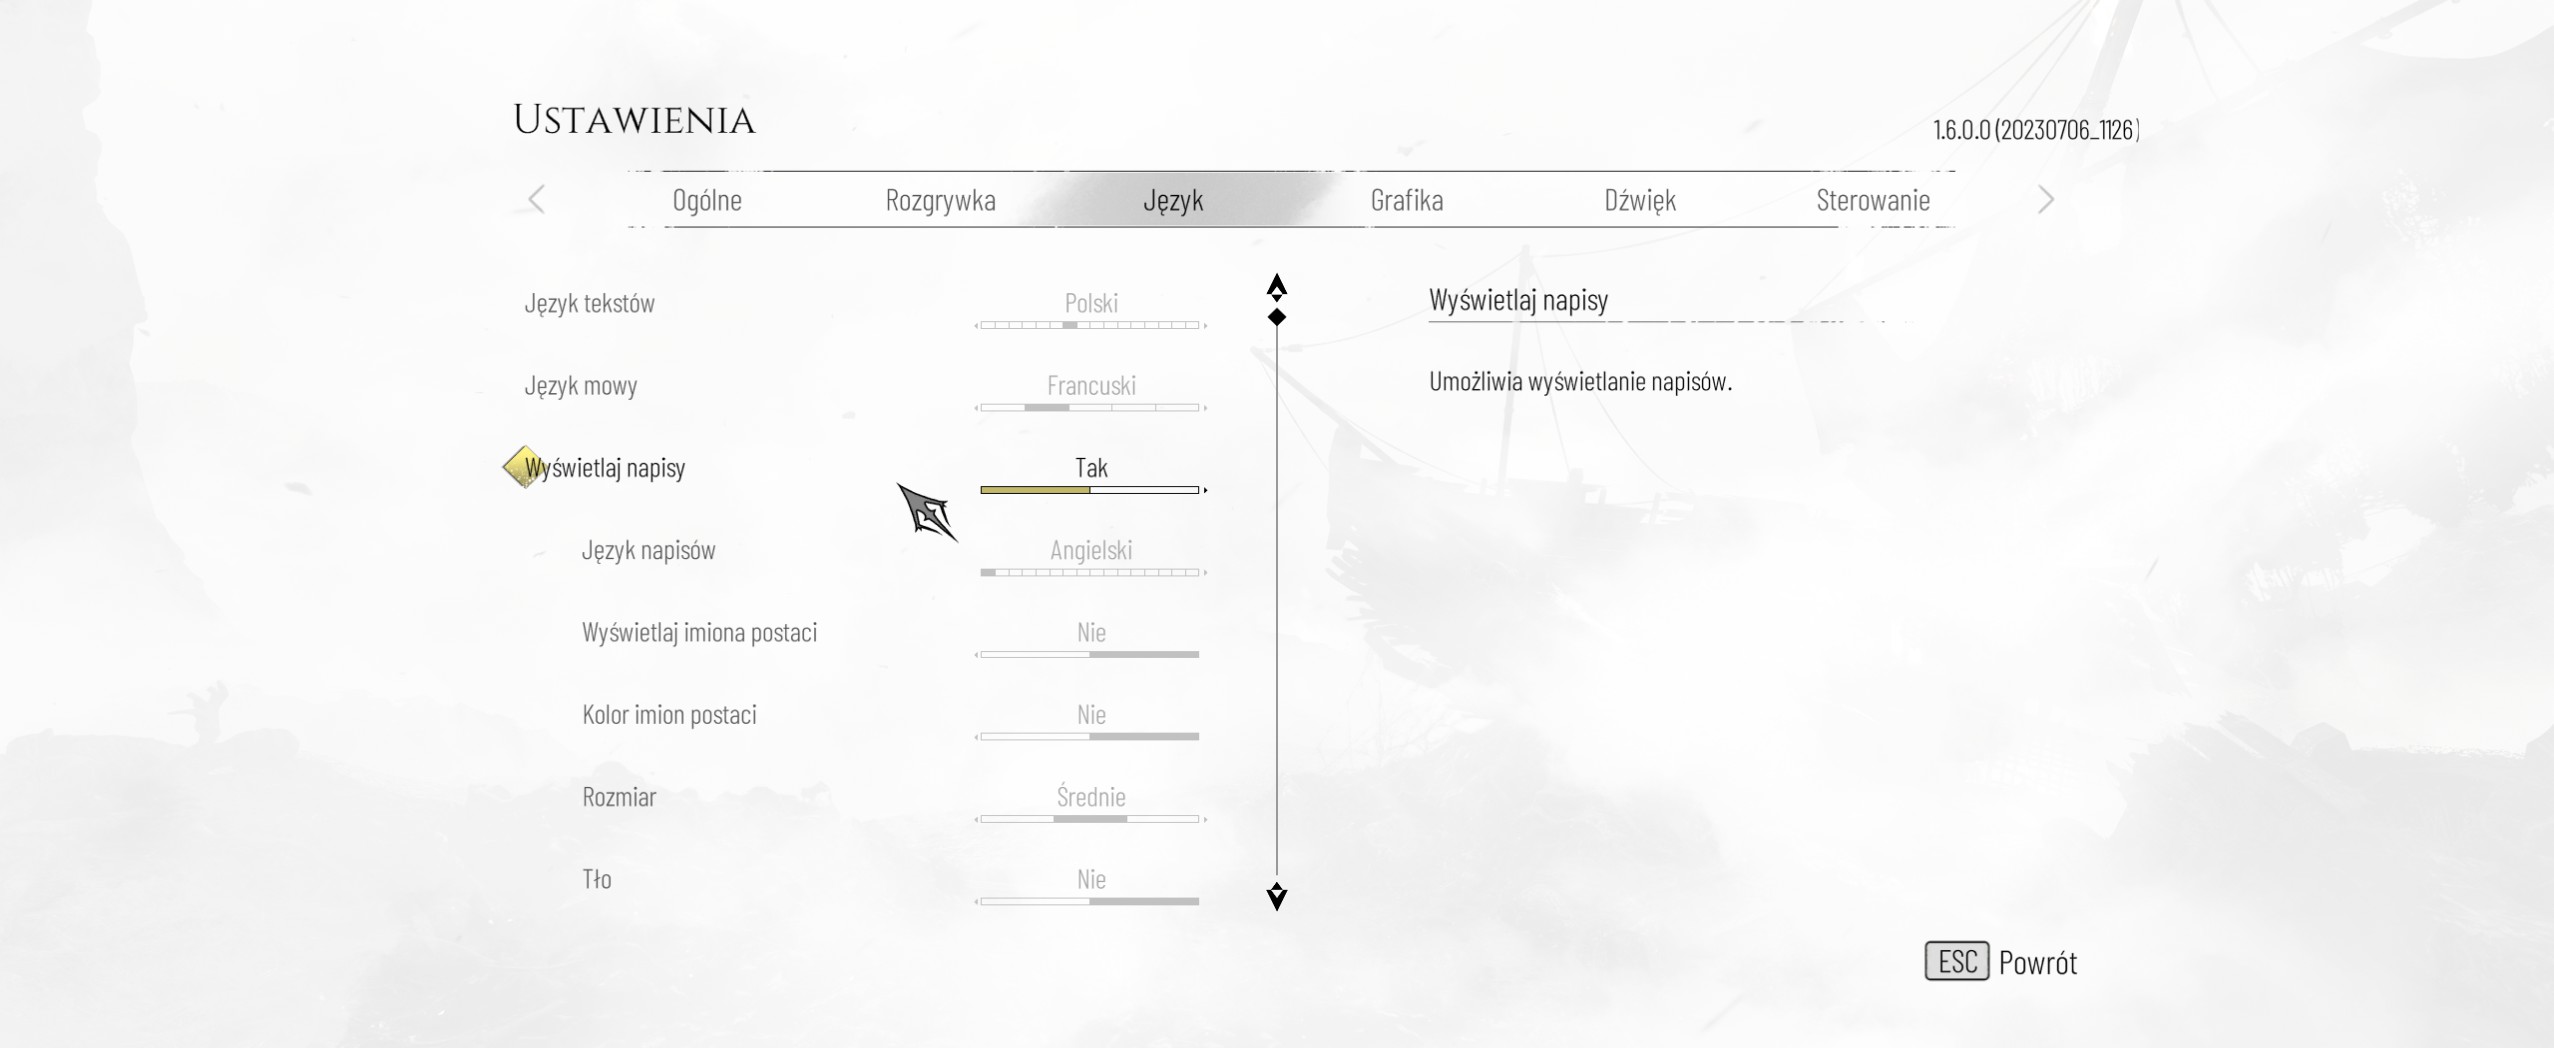 Ustawienia
1.6.0.0 (20230706_1126)
Ogólne Rozgrywka Język Grafika Dźwięk Sterowanie
Język tekstów Polski
Język mowy Francuski
Wyświetlaj napisy Tak
Język napisów Angielski
Wyświetlaj imiona postaci Nie
Kolor imion postaci Nie
Rozmiar Średnie
Tło Nie
Wyświetlaj napisy
Umożliwia wyświetlanie napisów.
ESC Powrót